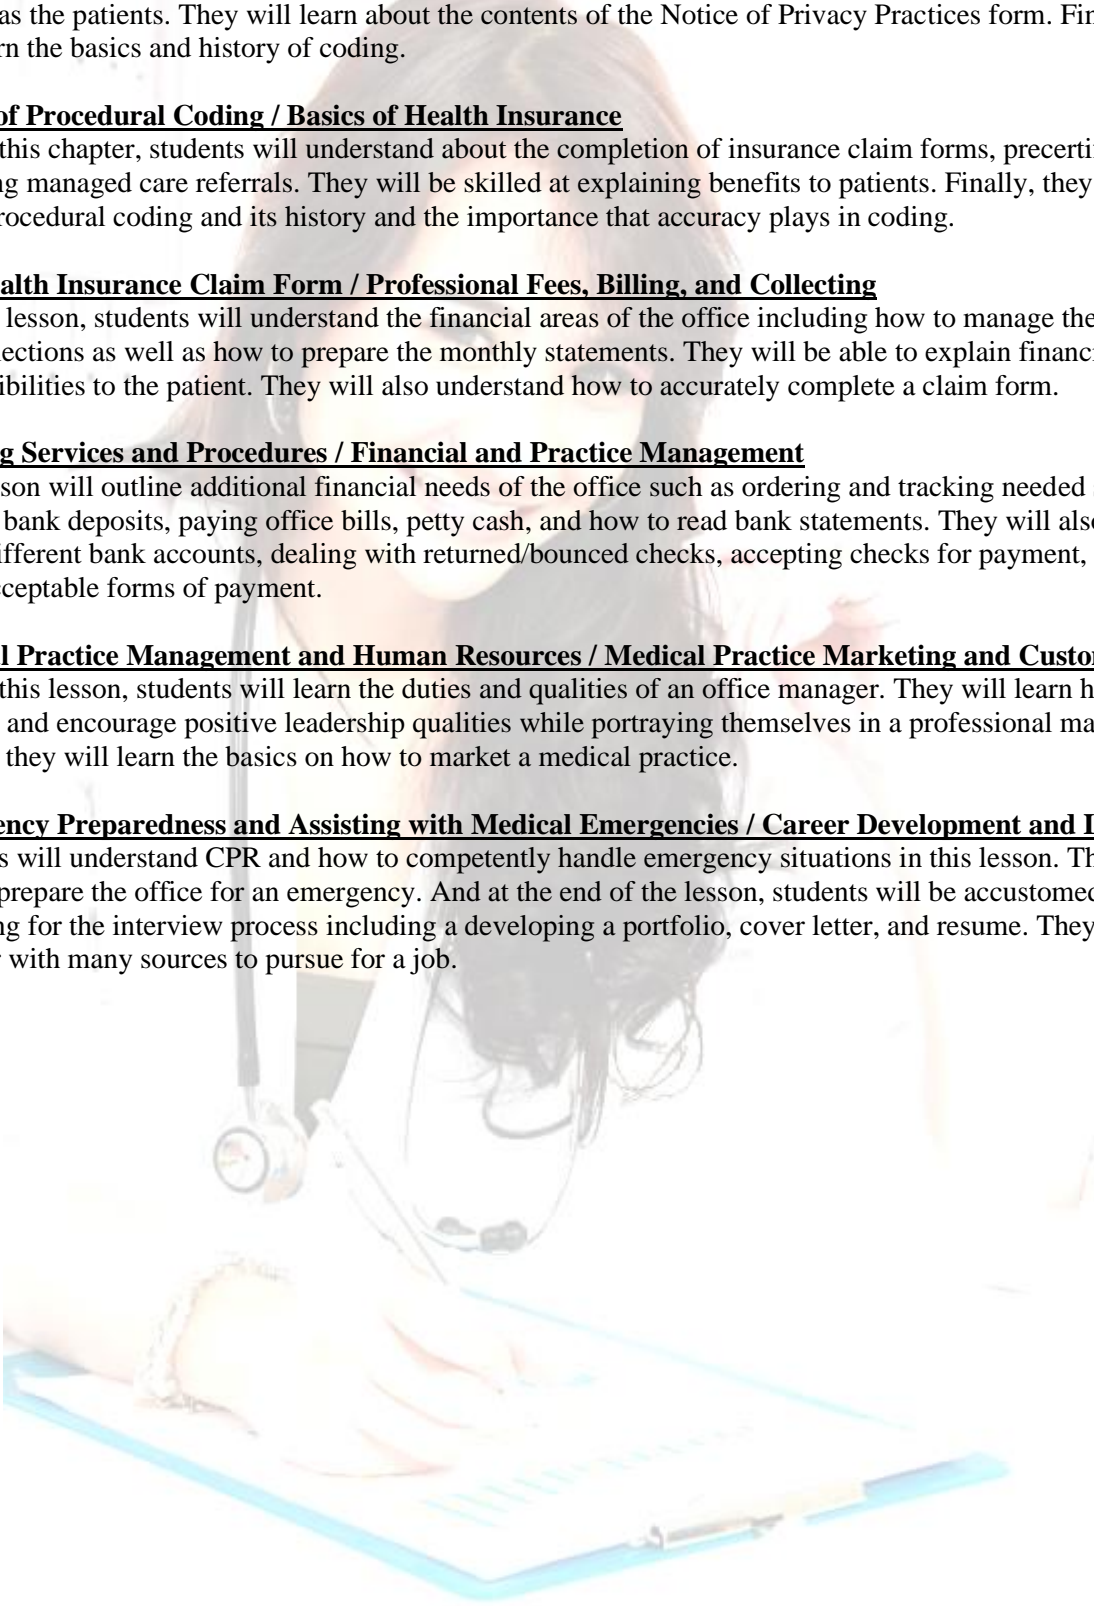 as the patients. They will learn about the contents of the Notice of Privacy Practices form. Fin
rn the basics and history of coding.
of Procedural Coding / Basics of Health Insurance
this chapter, students will understand about the completion of insurance claim forms, precerti
ng managed care referrals. They will be skilled at explaining benefits to patients. Finally, they
rocedural coding and its history and the importance that accuracy plays in coding.
alth Insurance Claim Form / Professional Fees, Billing, and Collecting
lesson, students will understand the financial areas of the office including how to manage the
lections as well as how to prepare the monthly statements. They will be able to explain financi
ibilities to the patient. They will also understand how to accurately complete a claim form.
g Services and Procedures / Financial and Practice Management
son will outline additional financial needs of the office such as ordering and tracking needed s
bank deposits, paying office bills, petty cash, and how to read bank statements. They will also
ifferent bank accounts, dealing with returned/bounced checks, accepting checks for payment,
cceptable forms of payment.
l Practice Management and Human Resources / Medical Practice Marketing and Custo
this lesson, students will learn the duties and qualities of an office manager. They will learn h
and encourage positive leadership qualities while portraying themselves in a professional ma
they will learn the basics on how to market a medical practice.
ency Preparedness and Assisting with Medical Emergencies / Career Development and L
s will understand CPR and how to competently handle emergency situations in this lesson. Th
prepare the office for an emergency. And at the end of the lesson, students will be accustomed
ng for the interview process including a developing a portfolio, cover letter, and resume. They
r with many sources to pursue for a job.